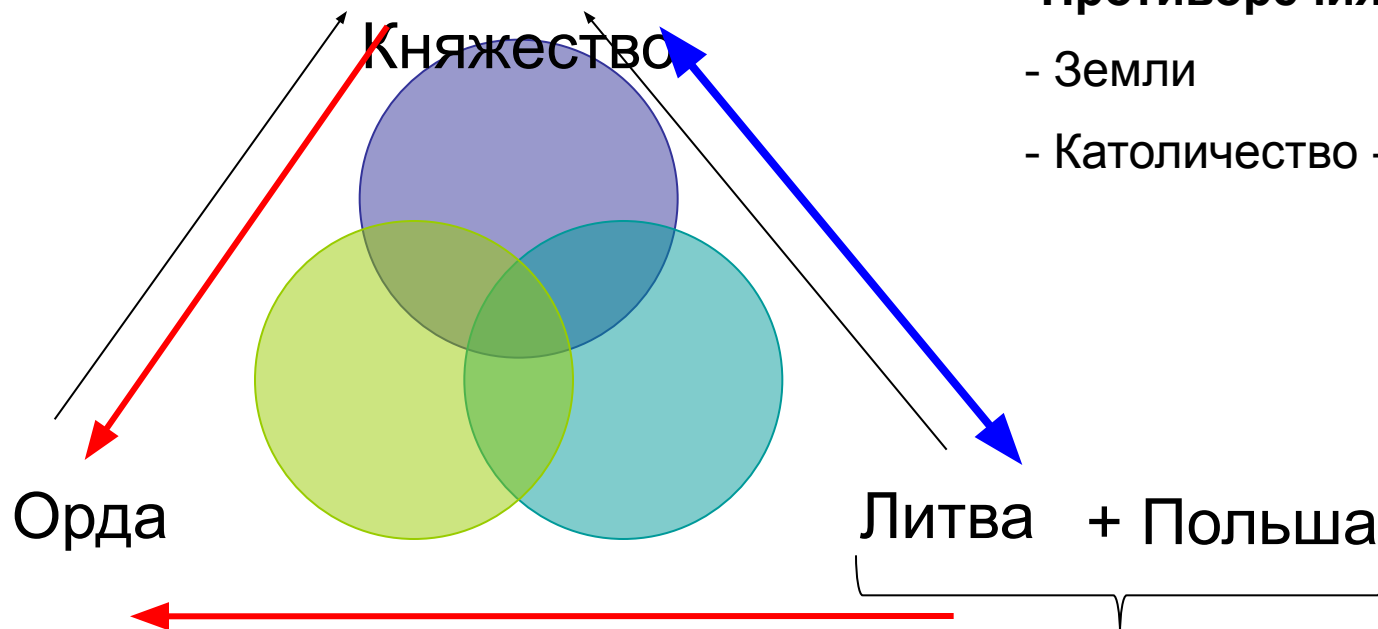 Княжество
- Земли
- Католичество -
Орда
Литва + Польша